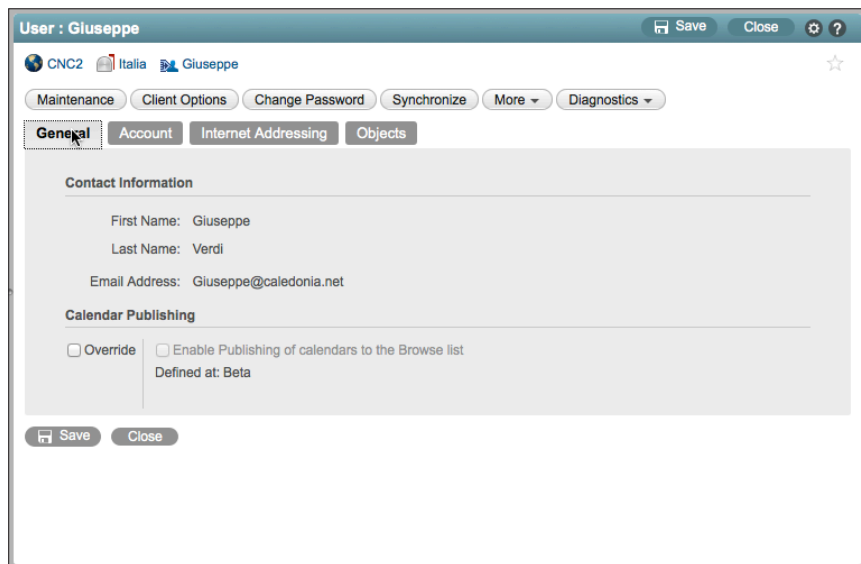 User : Giuseppe Save Close ?
CNC2 Italia Giuseppe
Maintenance Client Options Change Password Synchronize More Diagnostics
General Account Internet Addressing Objects
Contact Information
First Name: Giuseppe
Last Name: Verdi
Email Address: Giuseppe@caledonia.net
Calendar Publishing
Override Enable Publishing of calendars to the Browse list
Defined at: Beta
Save Close